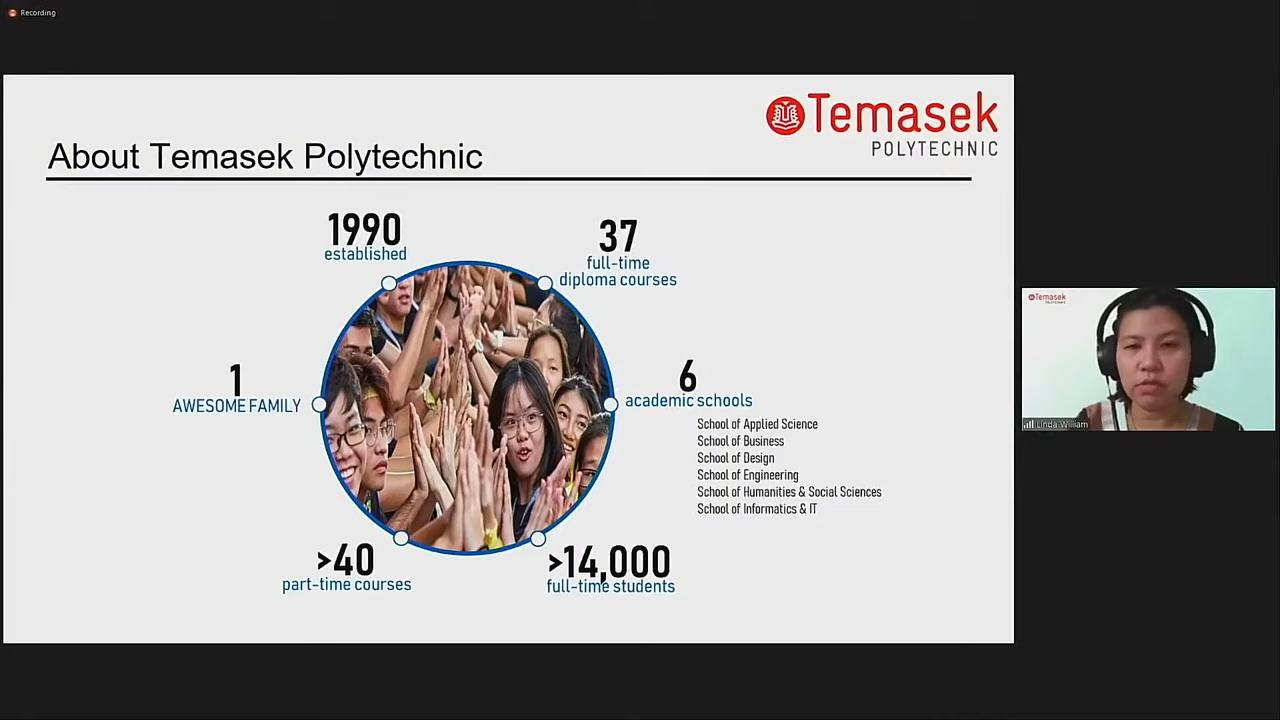 Recording
Temasek
POLYTECHNIC
About Temasek Polytechnic
1990
established
37
full-time
diploma courses
1
AWESOME FAMILY
6
academic schools
School of Applied Science
School of Business
School of Design
School of Engineering
School of Humanities & Social Sciences
School of Informatics & IT
>40
part-time courses
>14,000
full-time students
Temasek
POLYTECHNIC
Linda William